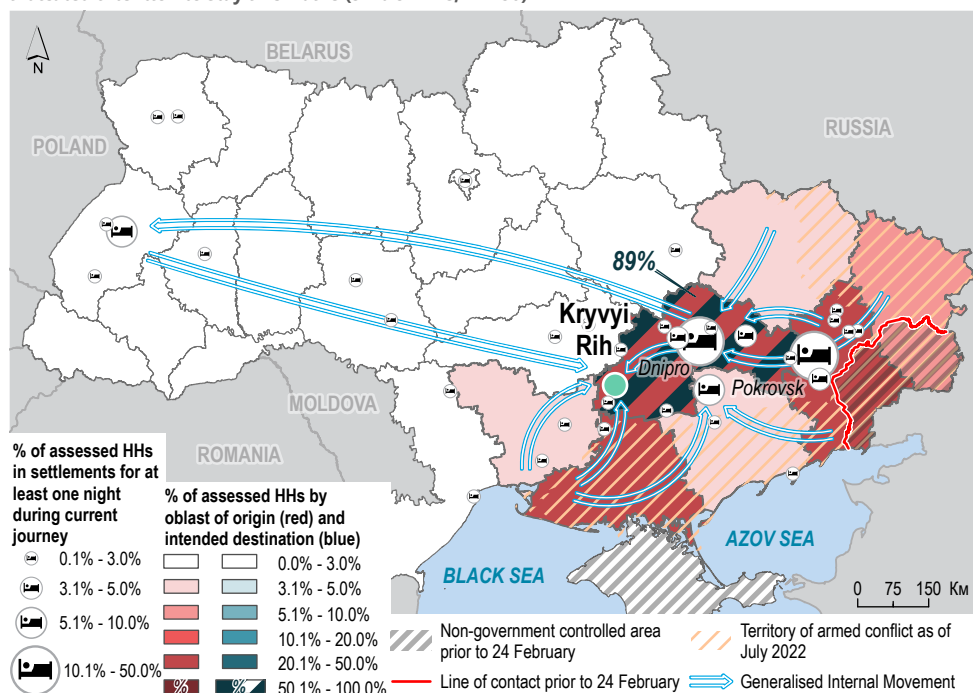 N
BELARUS
POLAND
RUSSIA
89%
Kryvyi
Rih
Dnipro
Pokrovsk
MOLDOVA
ROMANIA
AZOV SEA
BLACK SEA
% of assessed HHs
in settlements for at
least one night
during current
journey
0.1% - 3.0%
3.1% - 5.0%
5.1% - 10.0%
10.1% - 50.0%
% of assessed HHs by
oblast of origin (red) and
intended destination (blue)
0.0% - 3.0%
3.1% - 5.0%
5.1% - 10.0%
10.1% - 20.0%
20.1% - 50.0%
% % 50.1% - 100.0%
0 75 150 Км
Non-government controlled area
prior to 24 February
Territory of armed conflict as of
July 2022
Line of contact prior to 24 February
Generalised Internal Movement